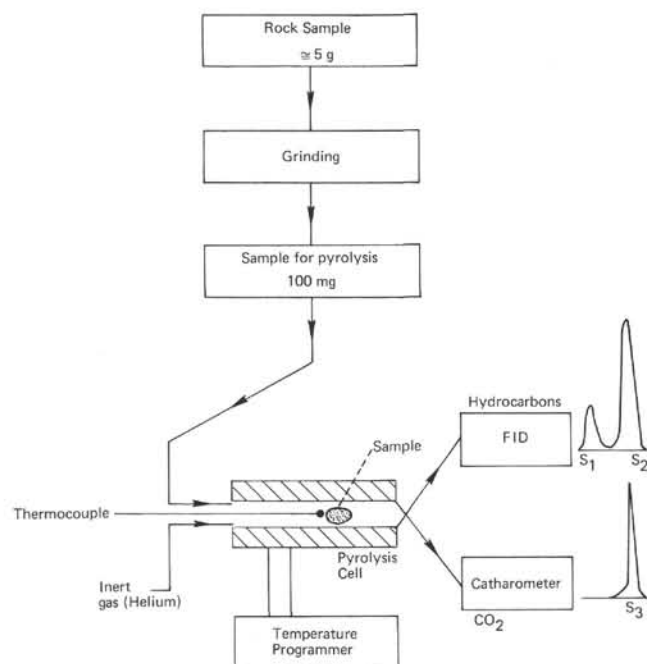 Rock Sample
≅ 5 g
Grinding
Sample for pyrolysis
100 mg
Hydrocarbons
FID
S1 S2
Sample
Thermocouple
Pyrolysis
Cell
Catharometer
CO2
S3
Inert
gas (Helium)
Temperature
Programmer